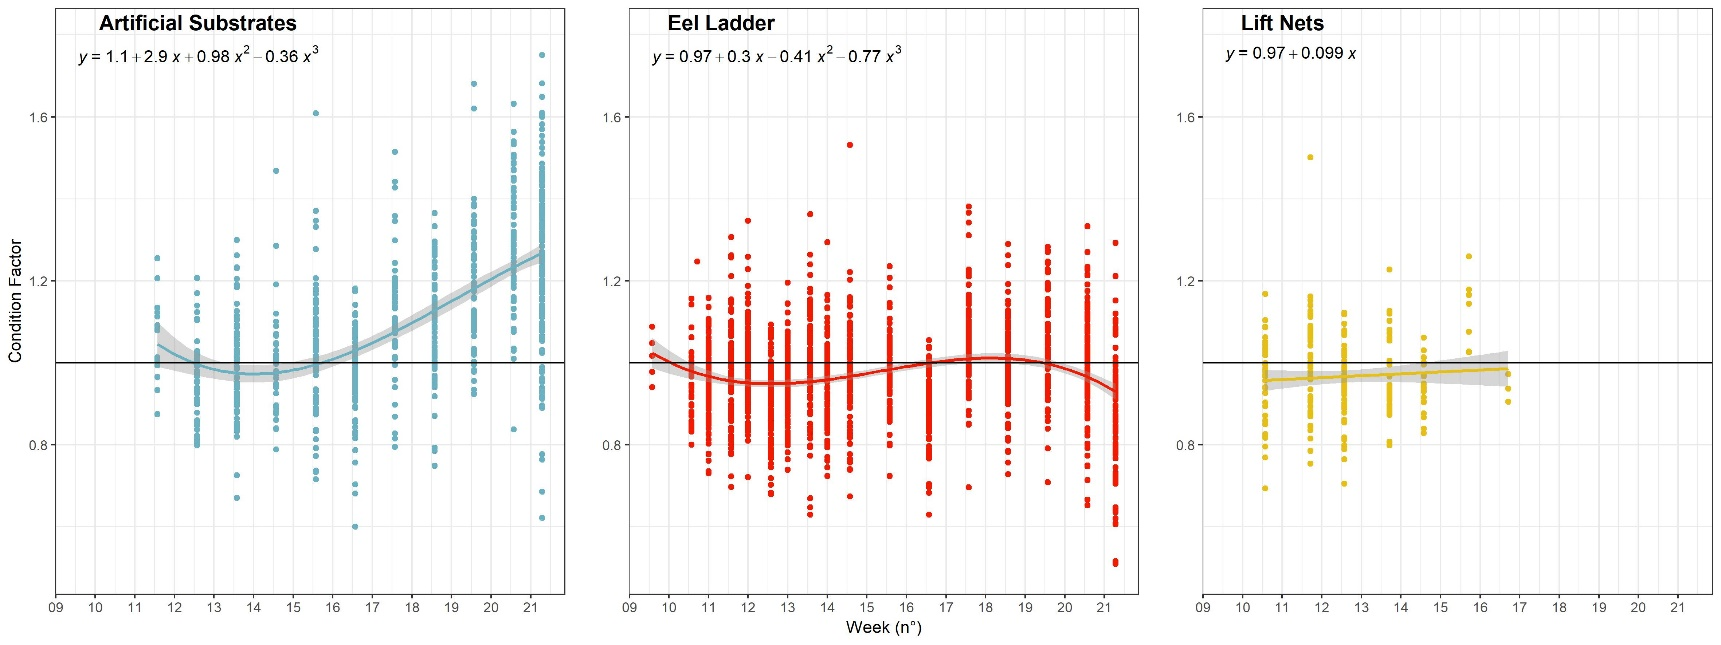 Artificial Substrates
y = 1.1 + 2.9 x + 0.98 x² − 0.36 x³
Eel Ladder
y = 0.97 + 0.3 x − 0.41 x² − 0.77 x³
Lift Nets
y = 0.97 + 0.099 x
Condition Factor
1.6
1.2
0.8
09 10 11 12 13 14 15 16 17 18 19 20 21
1.6
1.2
0.8
09 10 11 12 13 14 15 16 17 18 19 20 21
1.6
1.2
0.8
09 10 11 12 13 14 15 16 17 18 19 20 21
Week (n°)